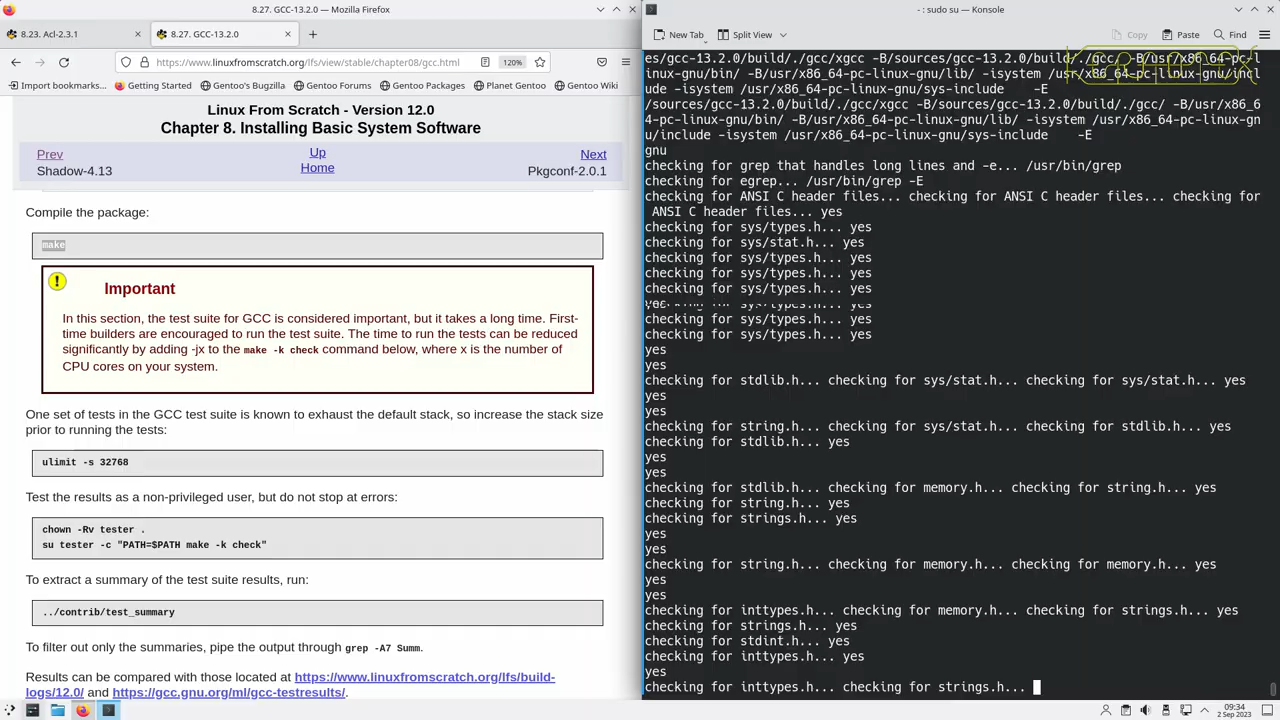 8.27. GCC-13.2.0 — Mozilla Firefox
8.23. Acl-2.3.1
8.27. GCC-13.2.0
https://www.linuxfromscratch.org/lfs/view/stable/chapter08/gcc.html
120%
Import bookmarks...
Getting Started
Gentoo's Bugzilla
Gentoo Forums
Gentoo Packages
Planet Gentoo
Gentoo Wiki
Linux From Scratch - Version 12.0
Chapter 8. Installing Basic System Software
Prev
Up
Next
Shadow-4.13
Home
Pkgconf-2.0.1
Compile the package:
make
Important
In this section, the test suite for GCC is considered important, but it takes a long time. First-
time builders are encouraged to run the test suite. The time to run the tests can be reduced
significantly by adding -jx to the make -k check command below, where x is the number of
CPU cores on your system.
One set of tests in the GCC test suite is known to exhaust the default stack, so increase the stack size
prior to running the tests:
ulimit -s 32768
Test the results as a non-privileged user, but do not stop at errors:
chown -Rv tester .
su tester -c "PATH=$PATH make -k check"
To extract a summary of the test suite results, run:
../contrib/test_summary
To filter out only the summaries, pipe the output through grep -A7 Summ.
Results can be compared with those located at https://www.linuxfromscratch.org/lfs/build-
logs/12.0/ and https://gcc.gnu.org/ml/gcc-testresults/.
- : sudo su — Konsole
New Tab
Split View
Copy
Paste
Find
es/gcc-13.2.0/build/./gcc/xgcc -B/sources/gcc-13.2.0/build/./gcc/ -B/usr/x86_64-pc-l
inux-gnu/bin/ -B/usr/x86_64-pc-linux-gnu/lib/ -isystem /usr/x86_64-pc-linux-gnu/incl
ude -isystem /usr/x86_64-pc-linux-gnu/sys-include    -E
/sources/gcc-13.2.0/build/./gcc/xgcc -B/sources/gcc-13.2.0/build/./gcc/ -B/usr/x86_6
4-pc-linux-gnu/bin/ -B/usr/x86_64-pc-linux-gnu/lib/ -isystem /usr/x86_64-pc-linux-gn
u/include -isystem /usr/x86_64-pc-linux-gnu/sys-include    -E
gnu
checking for grep that handles long lines and -e... /usr/bin/grep
checking for egrep... /usr/bin/grep -E
checking for ANSI C header files... checking for ANSI C header files... checking for
ANSI C header files... yes
checking for sys/types.h... yes
checking for sys/stat.h... yes
checking for sys/types.h... yes
checking for sys/types.h... yes
checking for sys/types.h... yes
checking for sys/types.h... yes
checking for sys/types.h... yes
checking for sys/types.h... yes
yes
yes
checking for stdlib.h... checking for sys/stat.h... checking for sys/stat.h... yes
yes
yes
checking for string.h... checking for sys/stat.h... checking for stdlib.h... yes
checking for stdlib.h... yes
yes
yes
checking for stdlib.h... checking for memory.h... checking for string.h... yes
checking for string.h... yes
checking for strings.h... yes
yes
yes
checking for string.h... checking for memory.h... checking for memory.h... yes
yes
yes
checking for inttypes.h... checking for memory.h... checking for strings.h... yes
checking for strings.h... yes
checking for stdint.h... yes
checking for inttypes.h... yes
yes
checking for inttypes.h... checking for strings.h...
09:34
2 Sep 2023